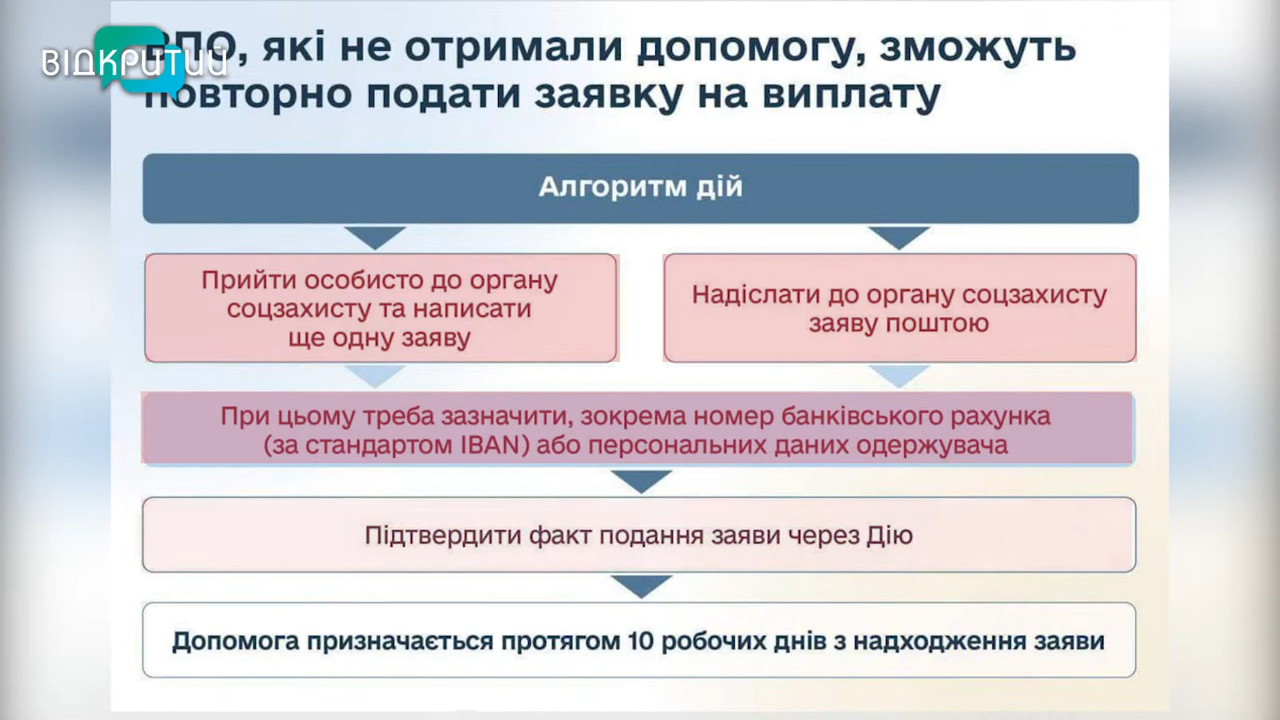 ВІДКРИТИЙ
ВПО, які не отримали допомогу, зможуть
повторно подати заявку на виплату
Алгоритм дій
Прийти особисто до органу
соцзахисту та написати
ще одну заяву
Надіслати до органу соцзахисту
заяву поштою
При цьому треба зазначити, зокрема номер банківського рахунка
(за стандартом IBAN) або персональних даних одержувача
Підтвердити факт подання заяви через Дію
Допомога призначається протягом 10 робочих днів з надходження заяви